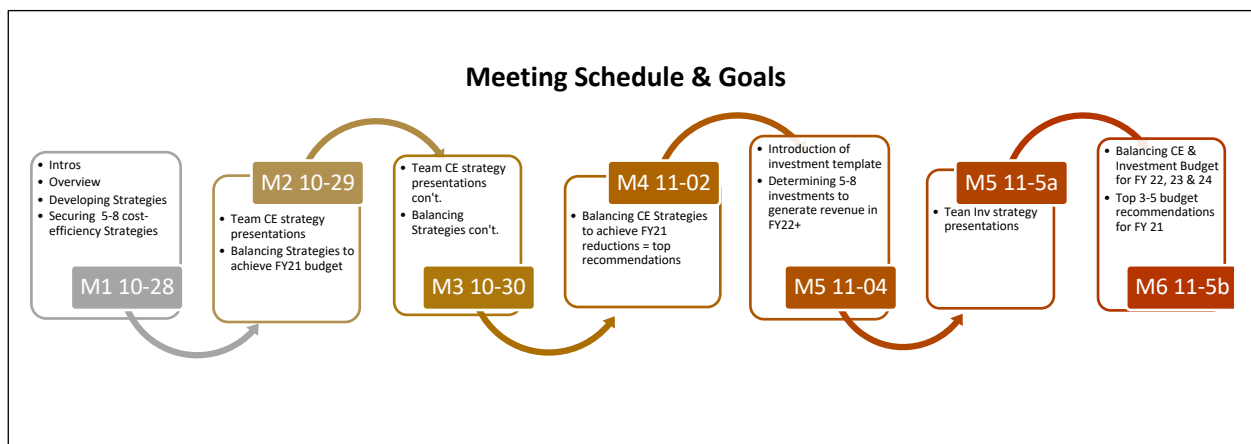 Meeting Schedule & Goals
• Intros
• Overview
• Developing Strategies
• Securing 5-8 cost-
efficiency Strategies
M1 10-28
M2 10-29
• Team CE strategy
presentations
• Balancing Strategies to
achieve FY21 budget
• Team CE strategy
presentations
con't.
• Balancing
Strategies con't.
M3 10-30
M4 11-02
• Balancing CE Strategies
to achieve FY21
reductions = top
recommendations
• Introduction of
investment template
• Determining 5-8
investments to
generate revenue in
FY22+
M5 11-04
M5 11-5a
• Tean Inv strategy
presentations
• Balancing CE &
Investment Budget
for FY 22, 23 & 24
• Top 3-5 budget
recommendations
for FY 21
M6 11-5b